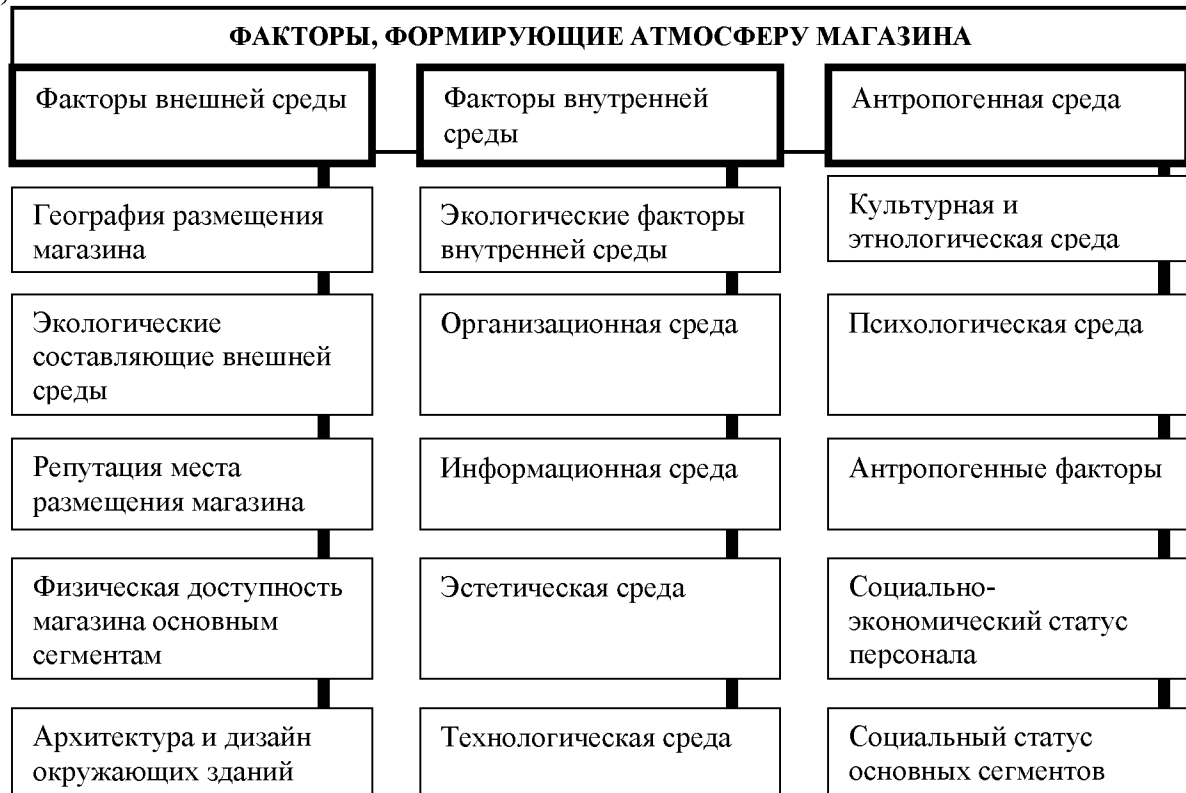 )
ФАКТОРЫ, ФОРМИРУЮЩИЕ АТМОСФЕРУ МАГАЗИНА
Факторы внешней среды
География размещения
магазина
Экологические
составляющие внешней
среды
Репутация места
размещения магазина
Физическая доступность
магазина основным
сегментам
Архитектура и дизайн
окружающих зданий
Факторы внутренней
среды
Экологические факторы
внутренней среды
Организационная среда
Информационная среда
Эстетическая среда
Технологическая среда
Антропогенная среда
Культурная и
этнологическая среда
Психологическая среда
Антропогенные факторы
Социально-
экономический статус
персонала
Социальный статус
основных сегментов